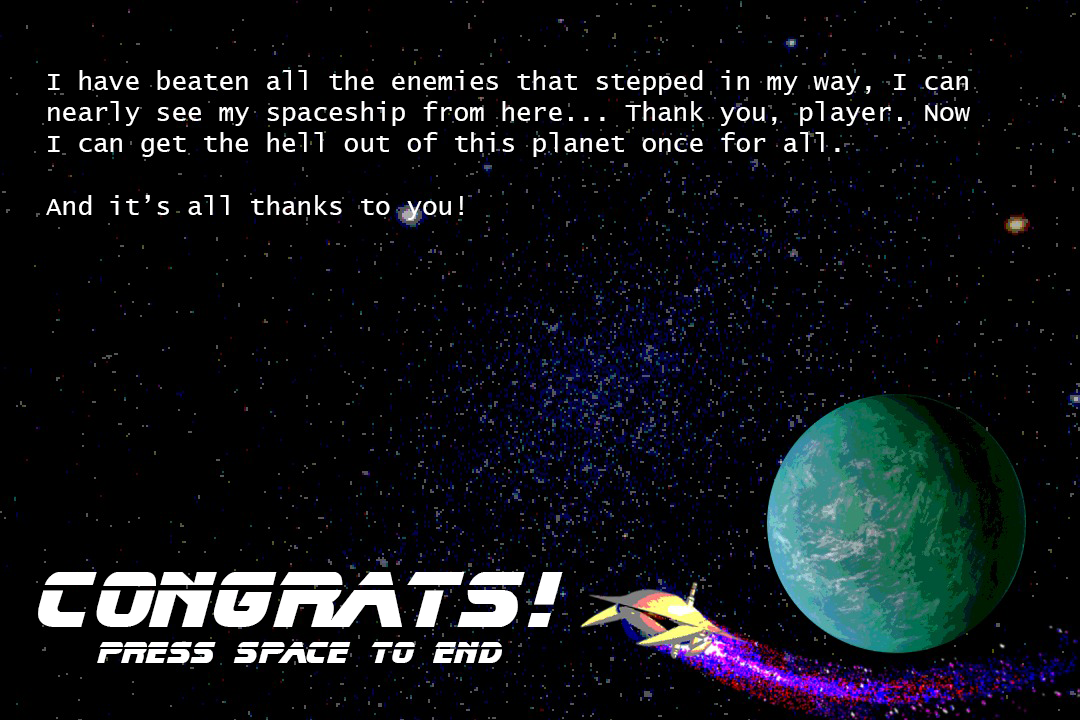 I have beaten all the enemies that stepped in my way, I can
nearly see my spaceship from here... Thank you, player. Now
I can get the hell out of this planet once for all.
And it’s all thanks to you!
CONGRATS!
PRESS SPACE TO END